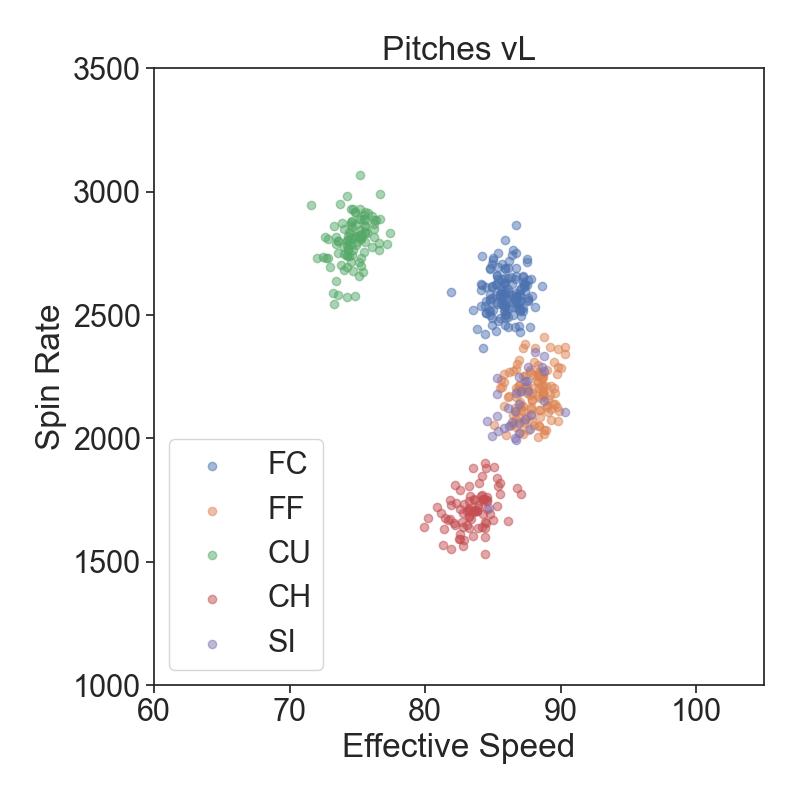 Pitches vL
3500
3000
2500
2000
1500
1000
Spin Rate
FC
FF
CU
CH
SI
60 70 80 90 100
Effective Speed